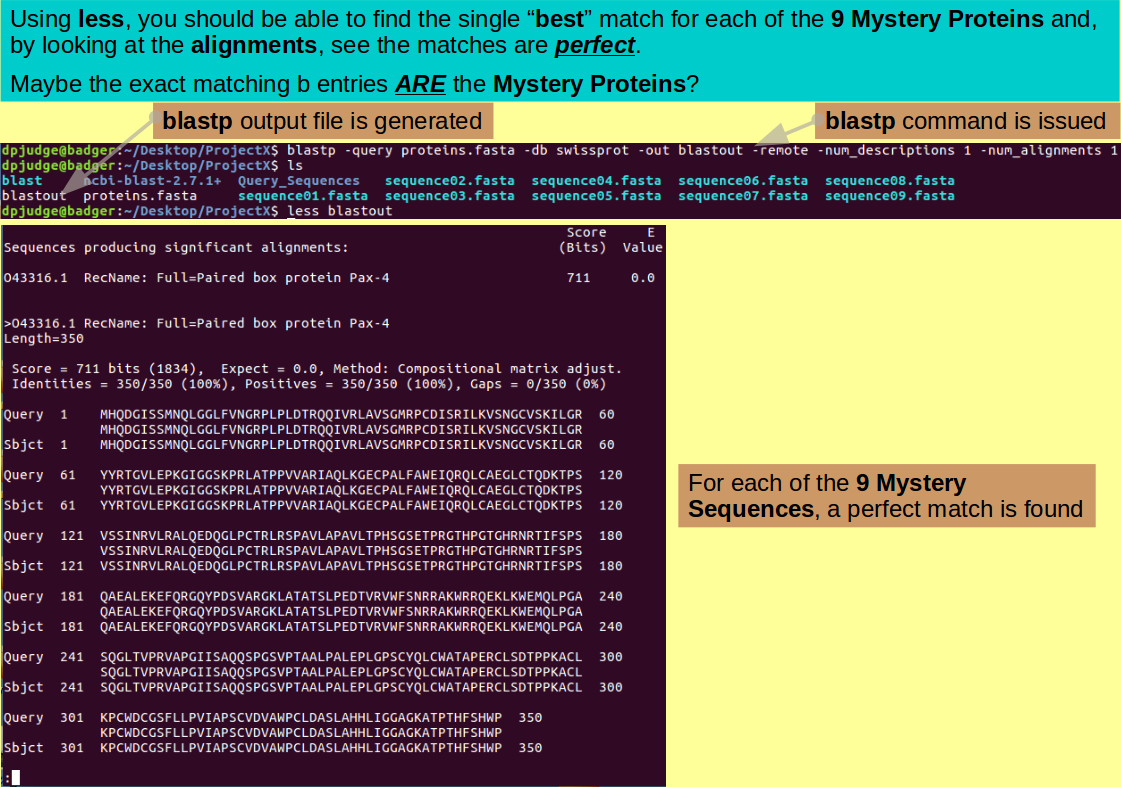 Using less, you should be able to find the single “best” match for each of the 9 Mystery Proteins and,
by looking at the alignments, see the matches are perfect.
Maybe the exact matching b entries ARE the Mystery Proteins?
blastp output file is generated
blastp command is issued
dpjudge@badger:~/Desktop/ProjectX$ blastp -query proteins.fasta -db swissprot -out blastout -remote -num_descriptions 1 -num_alignments 1
dpjudge@badger:~/Desktop/ProjectX$ ls
blast ncbi-blast-2.7.1+ Query_Sequences sequence02.fasta sequence04.fasta sequence06.fasta sequence08.fasta
blastout proteins.fasta sequence01.fasta sequence03.fasta sequence05.fasta sequence07.fasta sequence09.fasta
dpjudge@badger:~/Desktop/ProjectX$ less blastout
Score E
Sequences producing significant alignments: (Bits) Value
O43316.1 RecName: Full=Paired box protein Pax-4 711 0.0
>O43316.1 RecName: Full=Paired box protein Pax-4
Length=350
Score = 711 bits (1834), Expect = 0.0, Method: Compositional matrix adjust.
Identities = 350/350 (100%), Positives = 350/350 (100%), Gaps = 0/350 (0%)
Query 1 MHQDGISSMNQLGGLFVNGRPLPLDTRQQIVRLAVSGMRPCDISRILKVSNGCVSKILGR 60
MHQDGISSMNQLGGLFVNGRPLPLDTRQQIVRLAVSGMRPCDISRILKVSNGCVSKILGR
Sbjct 1 MHQDGISSMNQLGGLFVNGRPLPLDTRQQIVRLAVSGMRPCDISRILKVSNGCVSKILGR 60
Query 61 YYRTGVLEPKGIGGSKPRLATPPVVARIAQLKGECPALFAWEIQRQLCAEGLCTQDKTPS 120
YYRTGVLEPKGIGGSKPRLATPPVVARIAQLKGECPALFAWEIQRQLCAEGLCTQDKTPS
Sbjct 61 YYRTGVLEPKGIGGSKPRLATPPVVARIAQLKGECPALFAWEIQRQLCAEGLCTQDKTPS 120
Query 121 VSSINRVLRALQEDQGLPCTRLRSPAVLAPAVLTPHSGSETPRGTHPGTGHRNRTIFSPS 180
VSSINRVLRALQEDQGLPCTRLRSPAVLAPAVLTPHSGSETPRGTHPGTGHRNRTIFSPS
Sbjct 121 VSSINRVLRALQEDQGLPCTRLRSPAVLAPAVLTPHSGSETPRGTHPGTGHRNRTIFSPS 180
Query 181 QAEALEKEFQRGQYPDSVARGKLATATSLPEDTVRVWFSNRRAKWRRQEKLKWEMQLPGA 240
QAEALEKEFQRGQYPDSVARGKLATATSLPEDTVRVWFSNRRAKWRRQEKLKWEMQLPGA
Sbjct 181 QAEALEKEFQRGQYPDSVARGKLATATSLPEDTVRVWFSNRRAKWRRQEKLKWEMQLPGA 240
Query 241 SQGLTVPRVAPGIISAQQSPGSVPTAALPALEPLGPSCYQLCWATAPERCLSDTPPKACL 300
SQGLTVPRVAPGIISAQQSPGSVPTAALPALEPLGPSCYQLCWATAPERCLSDTPPKACL
Sbjct 241 SQGLTVPRVAPGIISAQQSPGSVPTAALPALEPLGPSCYQLCWATAPERCLSDTPPKACL 300
Query 301 KPCWDCGSFLLPVIAPSCVDVAWPCLDASLAHHLIGGAGKATPTHFSHWP 350
KPCWDCGSFLLPVIAPSCVDVAWPCLDASLAHHLIGGAGKATPTHFSHWP
Sbjct 301 KPCWDCGSFLLPVIAPSCVDVAWPCLDASLAHHLIGGAGKATPTHFSHWP 350
:
For each of the 9 Mystery
Sequences, a perfect match is found